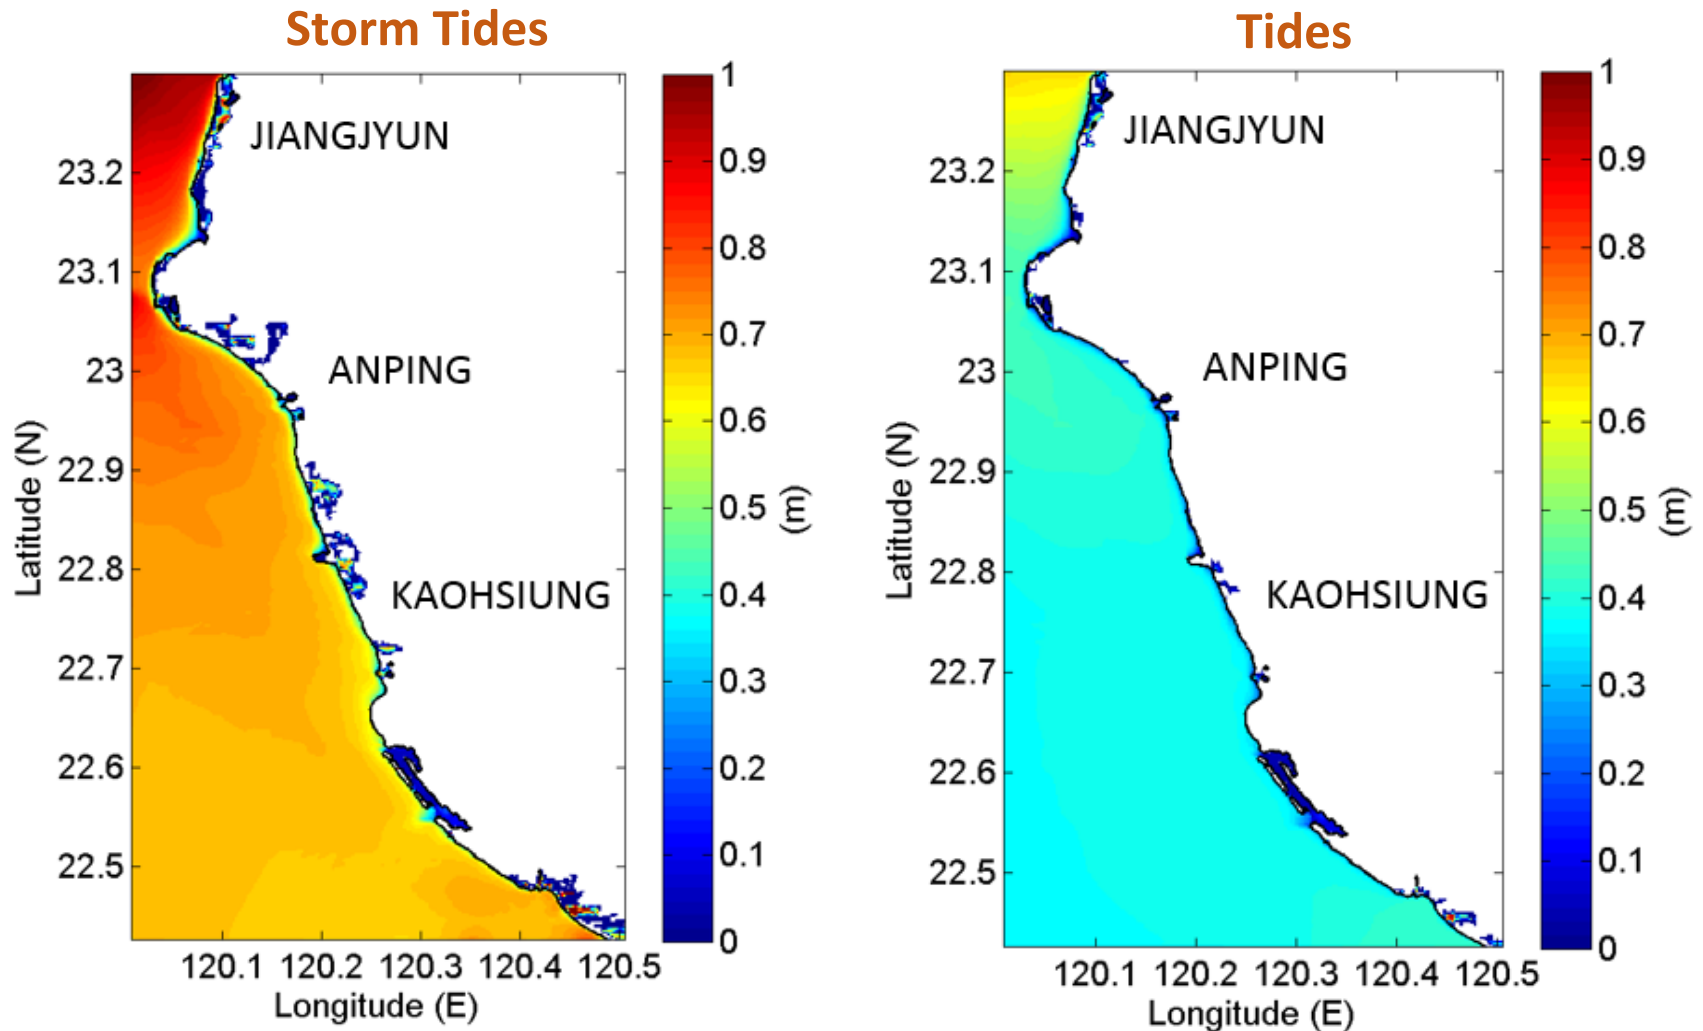 Storm Tides
JIANGJYUN
ANPING
KAOHSIUNG
23.2
23.1
23
22.9
22.8
22.7
22.6
22.5
Latitude (N)
120.1 120.2 120.3 120.4 120.5
Longitude (E)
1
0.9
0.8
0.7
0.6
0.5
0.4
0.3
0.2
0.1
0
(m)
Tides
JIANGJYUN
ANPING
KAOHSIUNG
23.2
23.1
23
22.9
22.8
22.7
22.6
22.5
Latitude (N)
120.1 120.2 120.3 120.4 120.5
Longitude (E)
1
0.9
0.8
0.7
0.6
0.5
0.4
0.3
0.2
0.1
0
(m)